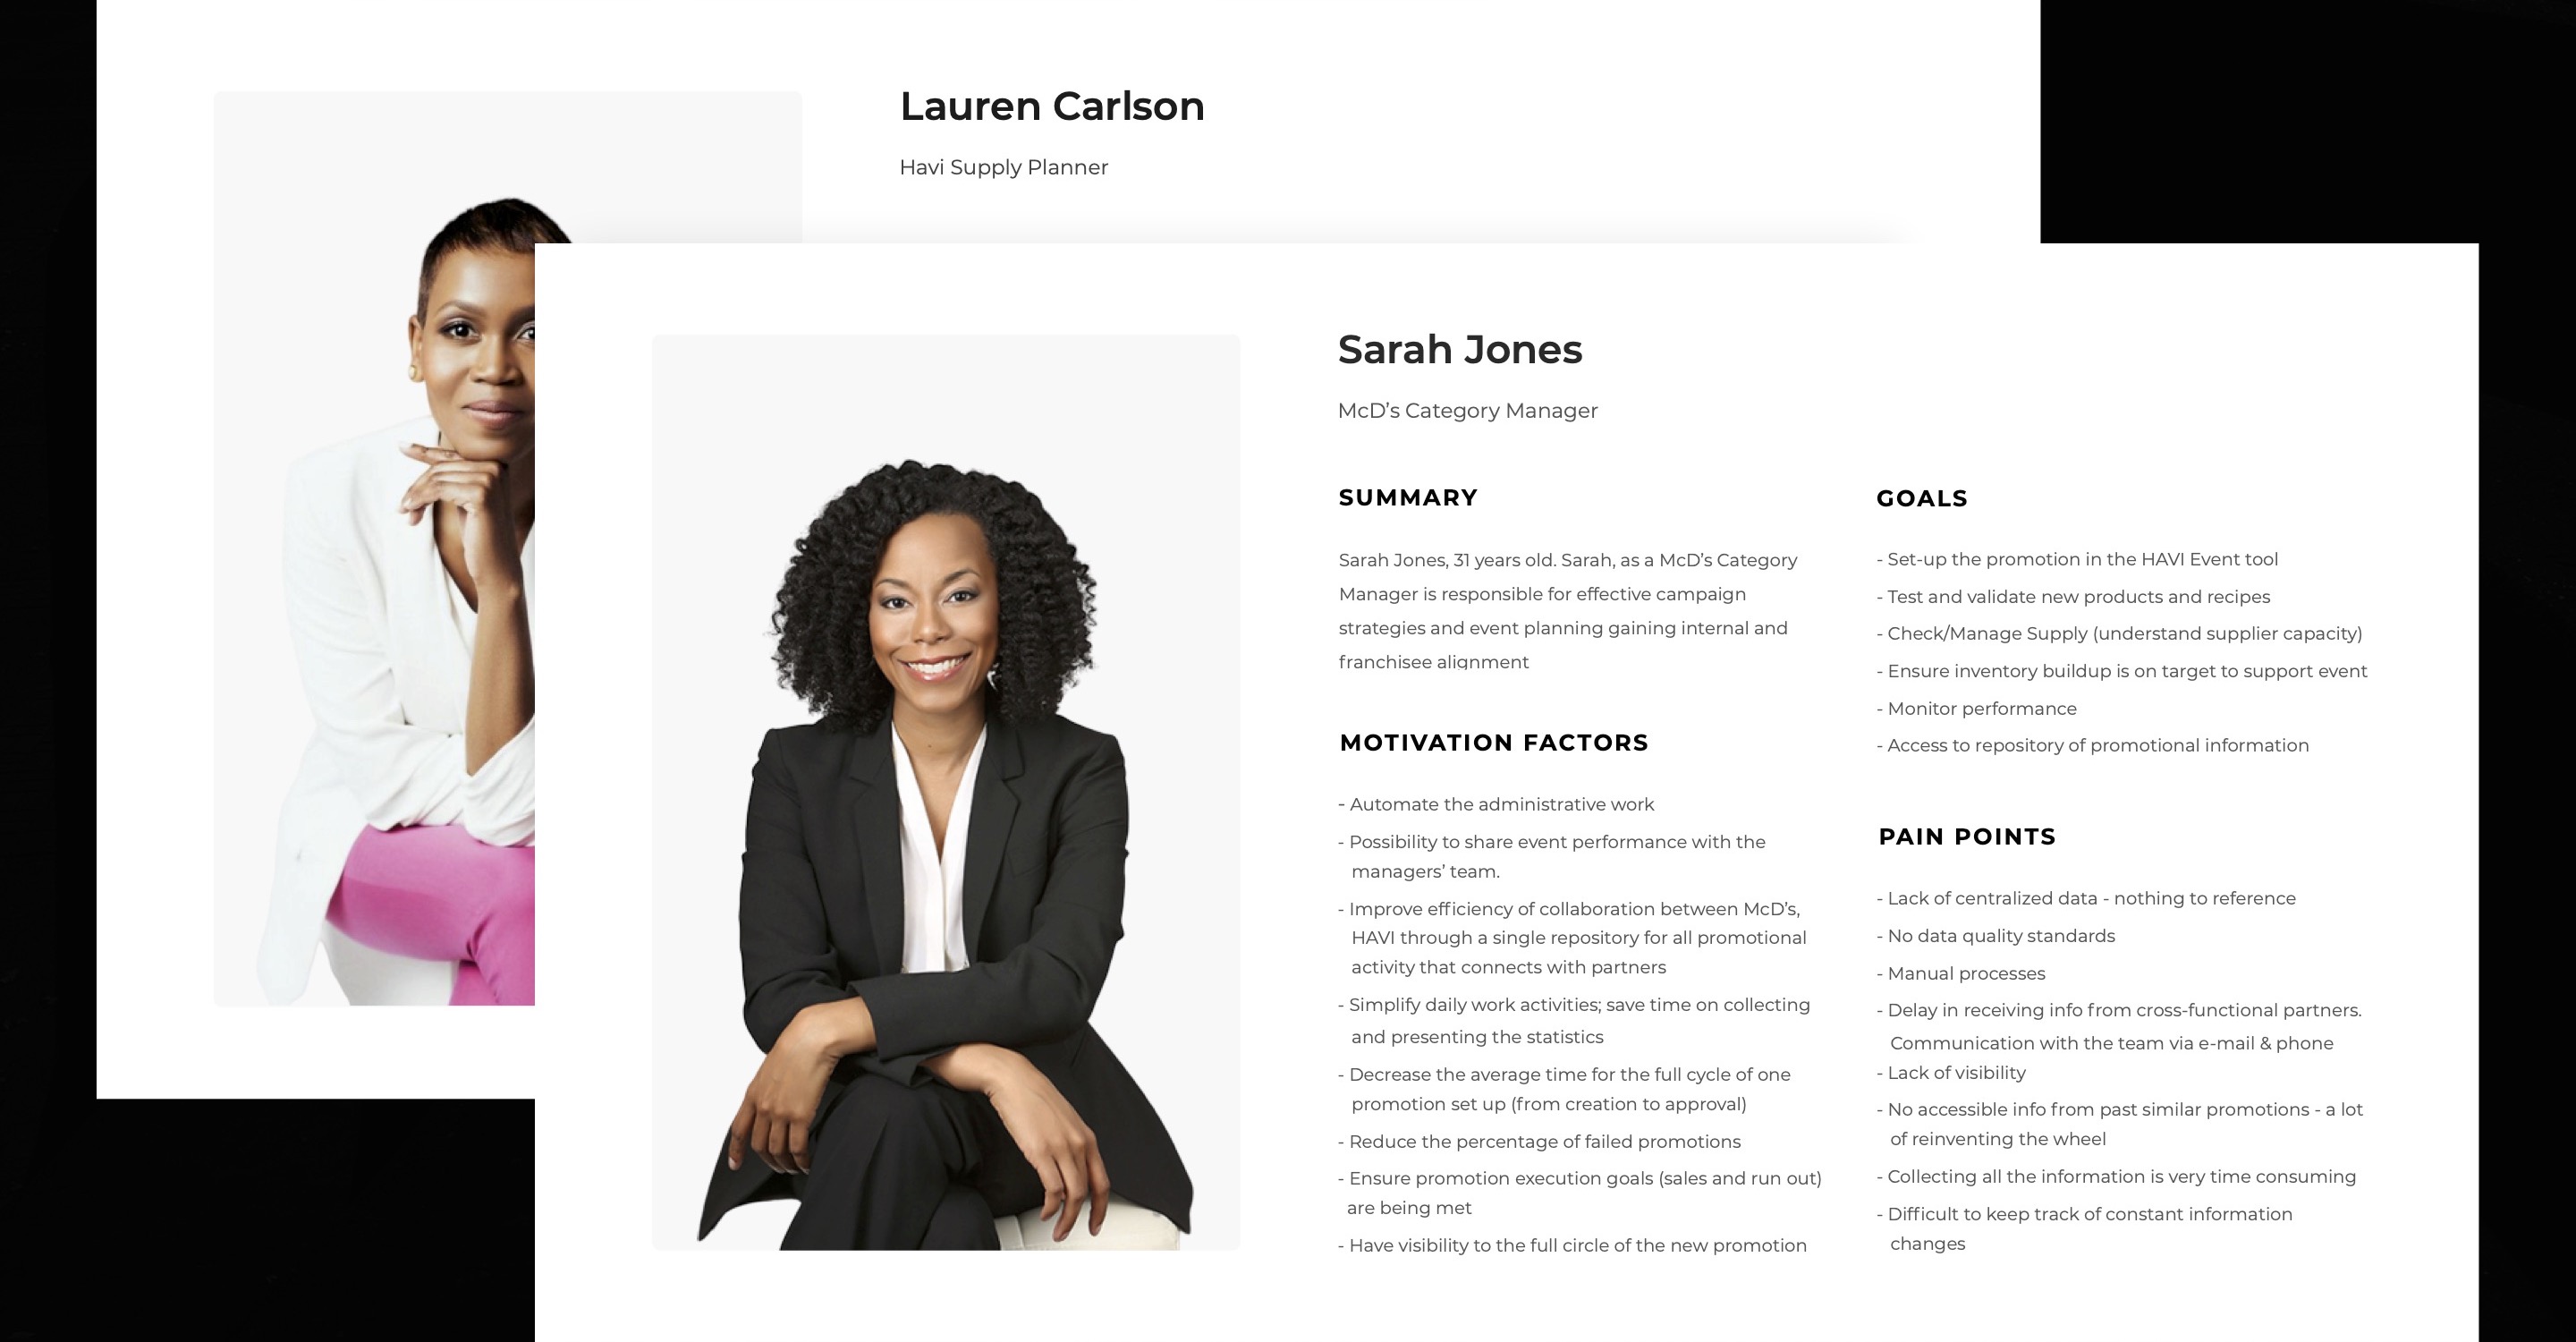 Lauren Carlson
Havi Supply Planner
Sarah Jones
McD’s Category Manager
SUMMARY
Sarah Jones, 31 years old. Sarah, as a McD’s Category
Manager is responsible for effective campaign
strategies and event planning gaining internal and
franchisee alignment
MOTIVATION FACTORS
- Automate the administrative work
- Possibility to share event performance with the
managers’ team.
- Improve efficiency of collaboration between McD’s,
HAVI through a single repository for all promotional
activity that connects with partners
- Simplify daily work activities; save time on collecting
and presenting the statistics
- Decrease the average time for the full cycle of one
promotion set up (from creation to approval)
- Reduce the percentage of failed promotions
- Ensure promotion execution goals (sales and run out)
are being met
- Have visibility to the full circle of the new promotion
GOALS
- Set-up the promotion in the HAVI Event tool
- Test and validate new products and recipes
- Check/Manage Supply (understand supplier capacity)
- Ensure inventory buildup is on target to support event
- Monitor performance
- Access to repository of promotional information
PAIN POINTS
- Lack of centralized data - nothing to reference
- No data quality standards
- Manual processes
- Delay in receiving info from cross-functional partners.
Communication with the team via e-mail & phone
- Lack of visibility
- No accessible info from past similar promotions - a lot
of reinventing the wheel
- Collecting all the information is very time consuming
- Difficult to keep track of constant information
changes